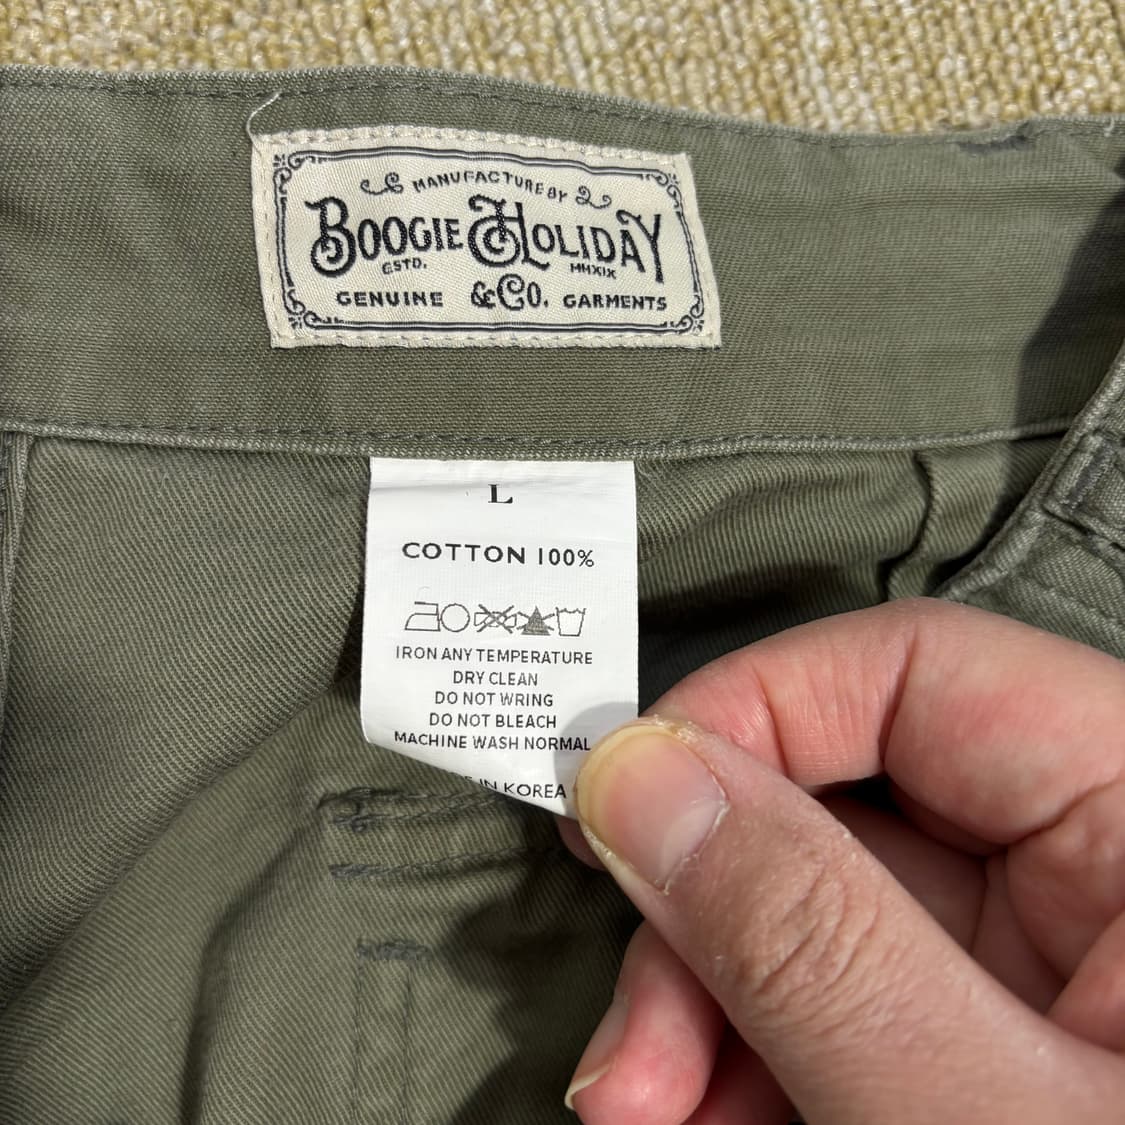 MANUFACTURE BY
BOOGIE HOLIDAY
ESTD. MMXIX
GENUINE &CO. GARMENTS
L
COTTON 100%
IRON ANY TEMPERATURE
DRY CLEAN
DO NOT WRING
DO NOT BLEACH
MACHINE WASH NORMAL
IN KOREA